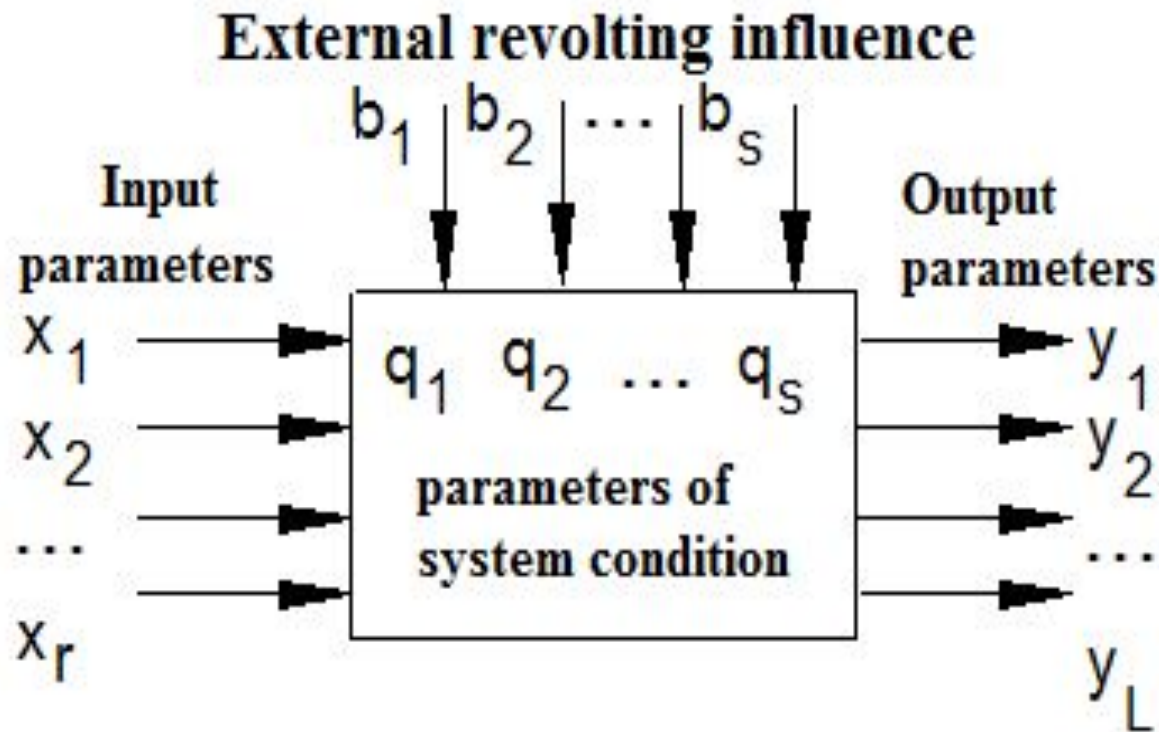 External revolting influence
b1 b2 ... bs
Input
parameters
x1
x2
...
xr
q1 q2 ... qs
parameters of
system condition
Output
parameters
y1
y2
...
yL